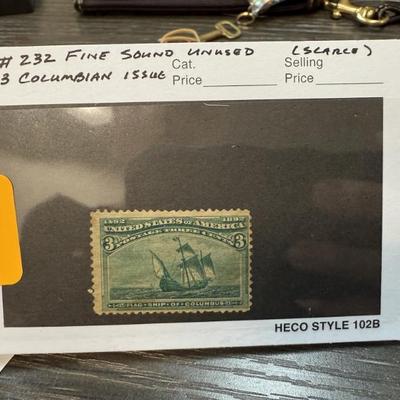 # 232 FINE SOUND UNUSED (SCARCE)
3 COLUMBIAN ISSUE Cat. Price Selling Price
1492 1892
UNITED STATES OF AMERICA
POSTAGE THREE CENTS
3 3
FLAG SHIP OF COLUMBUS
HECO STYLE 102B